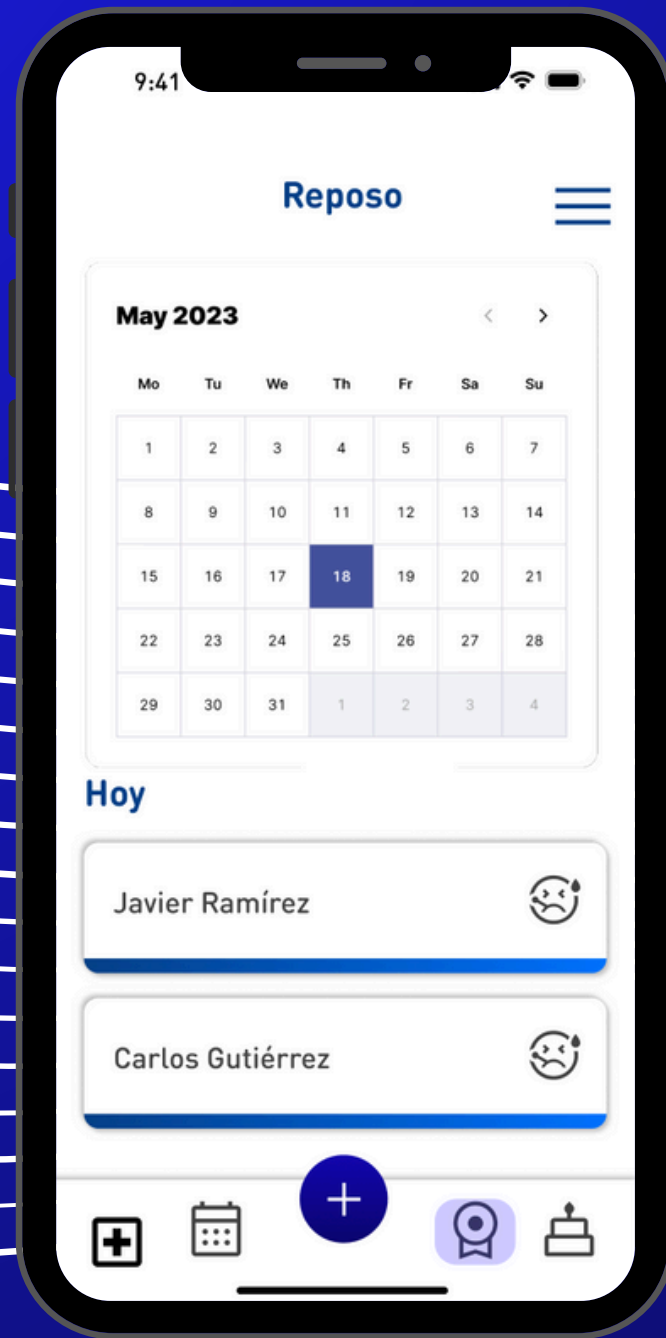 9:41
Reposo
May 2023
Mo Tu We Th Fr Sa Su
1 2 3 4 5 6 7
8 9 10 11 12 13 14
15 16 17 18 19 20 21
22 23 24 25 26 27 28
29 30 31 1 2 3 4
Hoy
Javier Ramírez
Carlos Gutiérrez